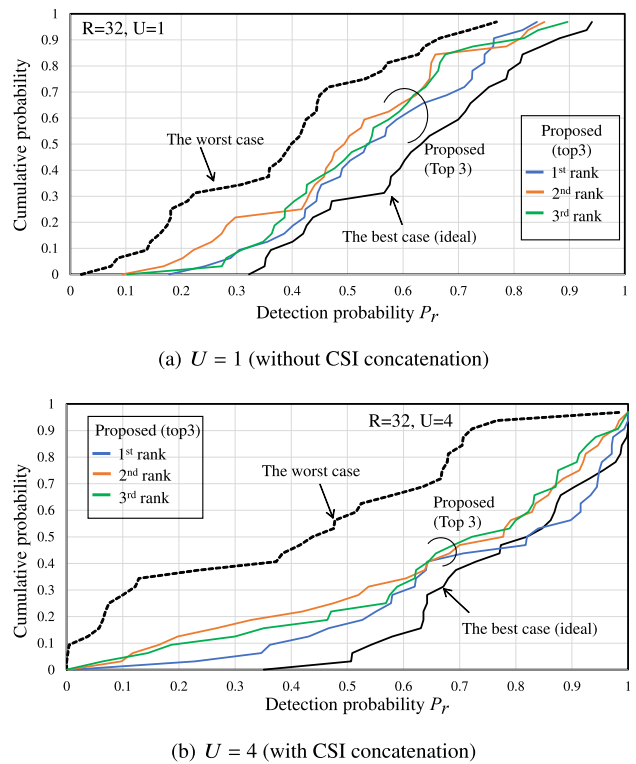 R=32, U=1
Cumulative probability
1
0.9
0.8
0.7
0.6
0.5
0.4
0.3
0.2
0.1
0
The worst case
Proposed
(Top 3)
The best case (ideal)
Proposed
(top3)
1st rank
2nd rank
3rd rank
0 0.1 0.2 0.3 0.4 0.5 0.6 0.7 0.8 0.9 1
Detection probability Pr
(a) U = 1 (without CSI concatenation)
R=32, U=4
Cumulative probability
1
0.9
0.8
0.7
0.6
0.5
0.4
0.3
0.2
0.1
0
Proposed (top3)
1st rank
2nd rank
3rd rank
The worst case
Proposed
(Top 3)
The best case (ideal)
0 0.1 0.2 0.3 0.4 0.5 0.6 0.7 0.8 0.9 1
Detection probability Pr
(b) U = 4 (with CSI concatenation)